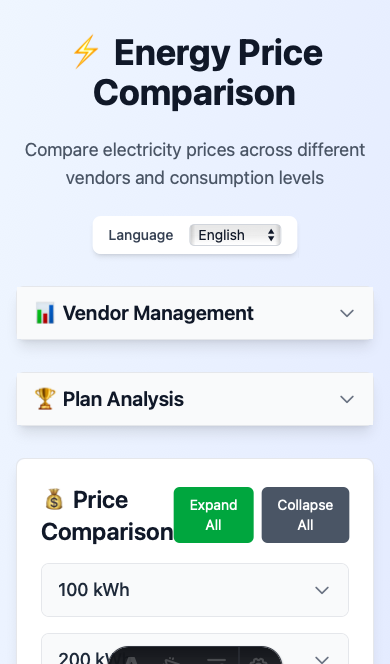 ⚡ Energy Price
Comparison
Compare electricity prices across different
vendors and consumption levels
Language English
📊 Vendor Management
🏆 Plan Analysis
💰 Price
Comparison
Expand
All
Collapse
All
100 kWh
200